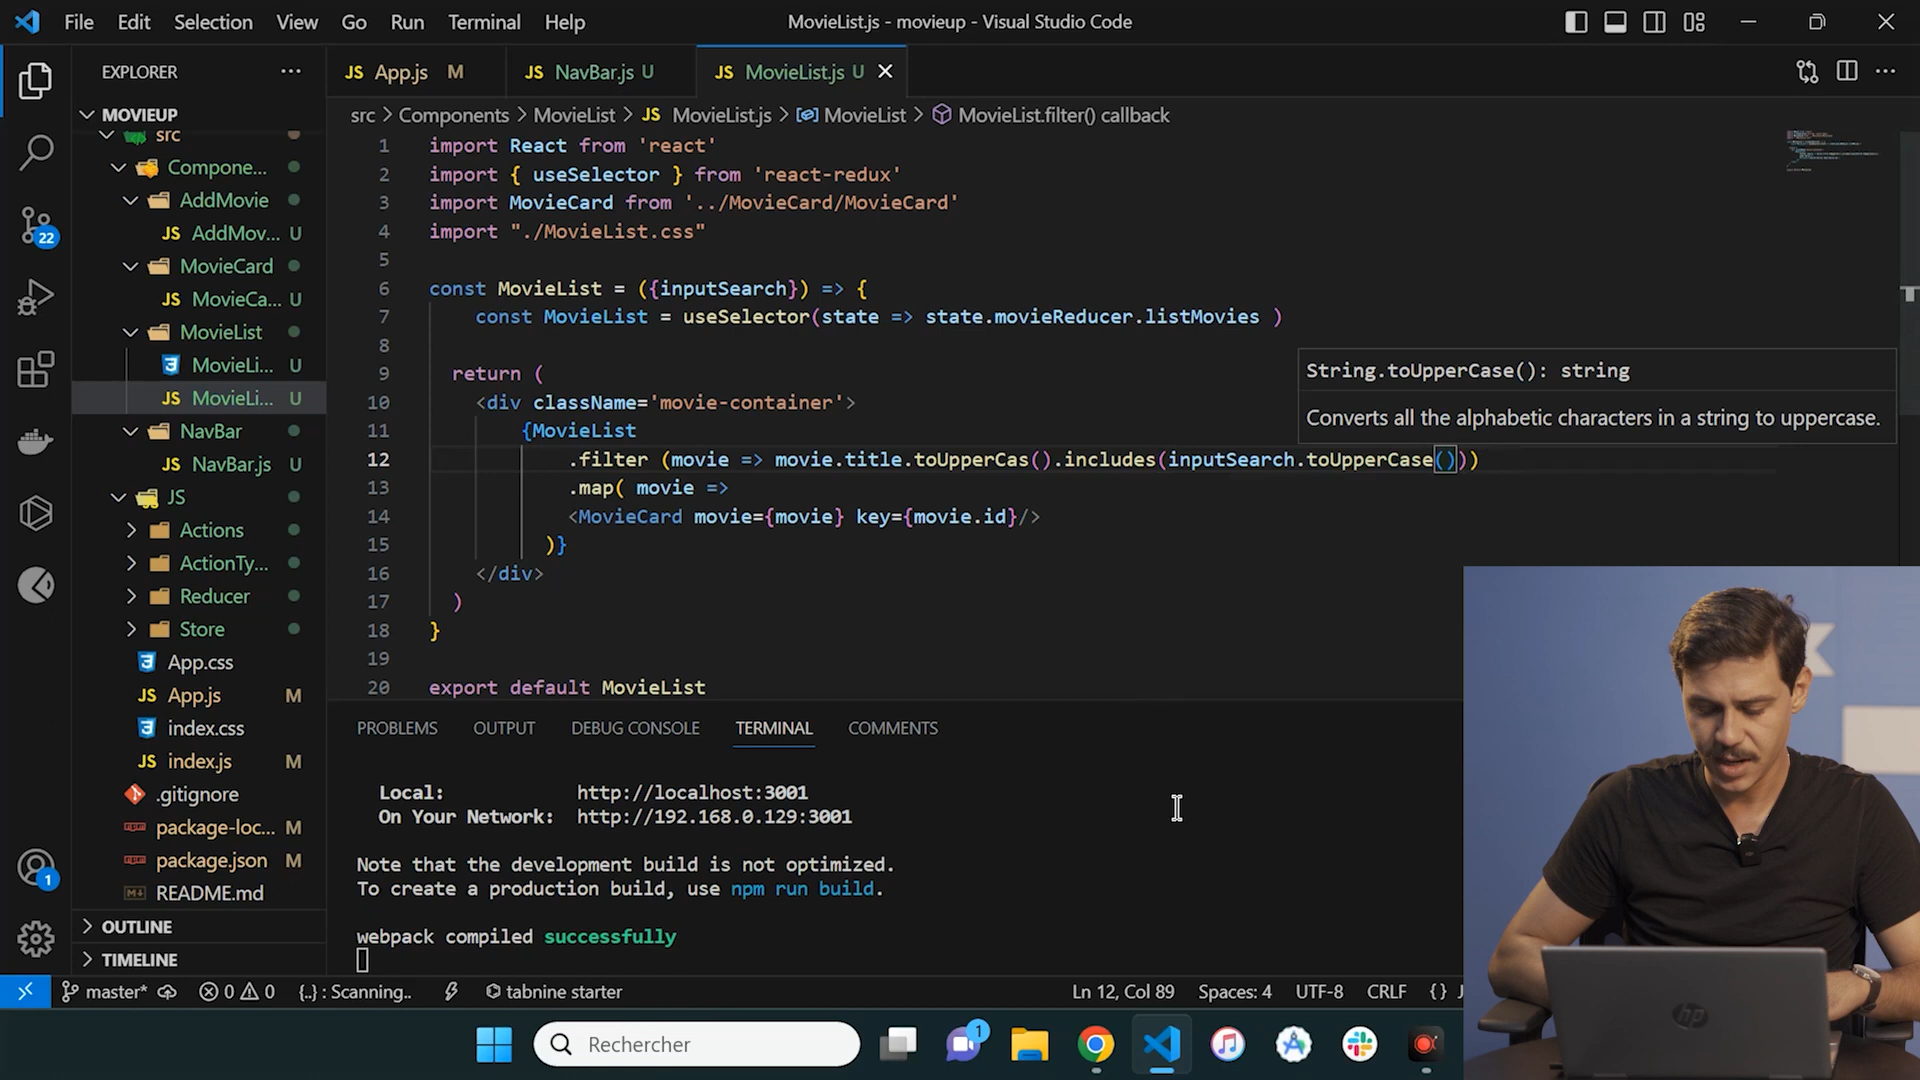 File Edit Selection View Go Run Terminal Help
MovieList.js - movieup - Visual Studio Code
EXPLORER
MOVIEUP
src
Compone...
AddMovie
JS AddMov... U
MovieCard
JS MovieCa... U
MovieList
MovieLi... U
JS MovieLi... U
NavBar
JS NavBar.js U
JS
Actions
ActionTy...
Reducer
Store
App.css
JS App.js M
index.css
JS index.js M
.gitignore
package-loc... M
package.json M
README.md
OUTLINE
TIMELINE
22
1
JS App.js M
JS NavBar.js U
JS MovieList.js U
src > Components > MovieList > JS MovieList.js > MovieList > MovieList.filter() callback
1 import React from 'react'
2 import { useSelector } from 'react-redux'
3 import MovieCard from '../MovieCard/MovieCard'
4 import "./MovieList.css"
5
6 const MovieList = ({inputSearch}) => {
7 const MovieList = useSelector(state => state.movieReducer.listMovies )
8
9 return (
10 <div className='movie-container'>
11 {MovieList
12 .filter (movie => movie.title.toUpperCas().includes(inputSearch.toUpperCase()))
13 .map( movie =>
14 <MovieCard movie={movie} key={movie.id}/>
15 )}
16 </div>
17 )
18 }
19
20 export default MovieList
String.toUpperCase(): string
Converts all the alphabetic characters in a string to uppercase.
PROBLEMS OUTPUT DEBUG CONSOLE TERMINAL COMMENTS
Local: http://localhost:3001
On Your Network: http://192.168.0.129:3001
Note that the development build is not optimized.
To create a production build, use npm run build.
webpack compiled successfully
master* 0 0 {..} : Scanning.. tabnine starter
Ln 12, Col 89 Spaces: 4 UTF-8 CRLF {} J
Rechercher
1
hp